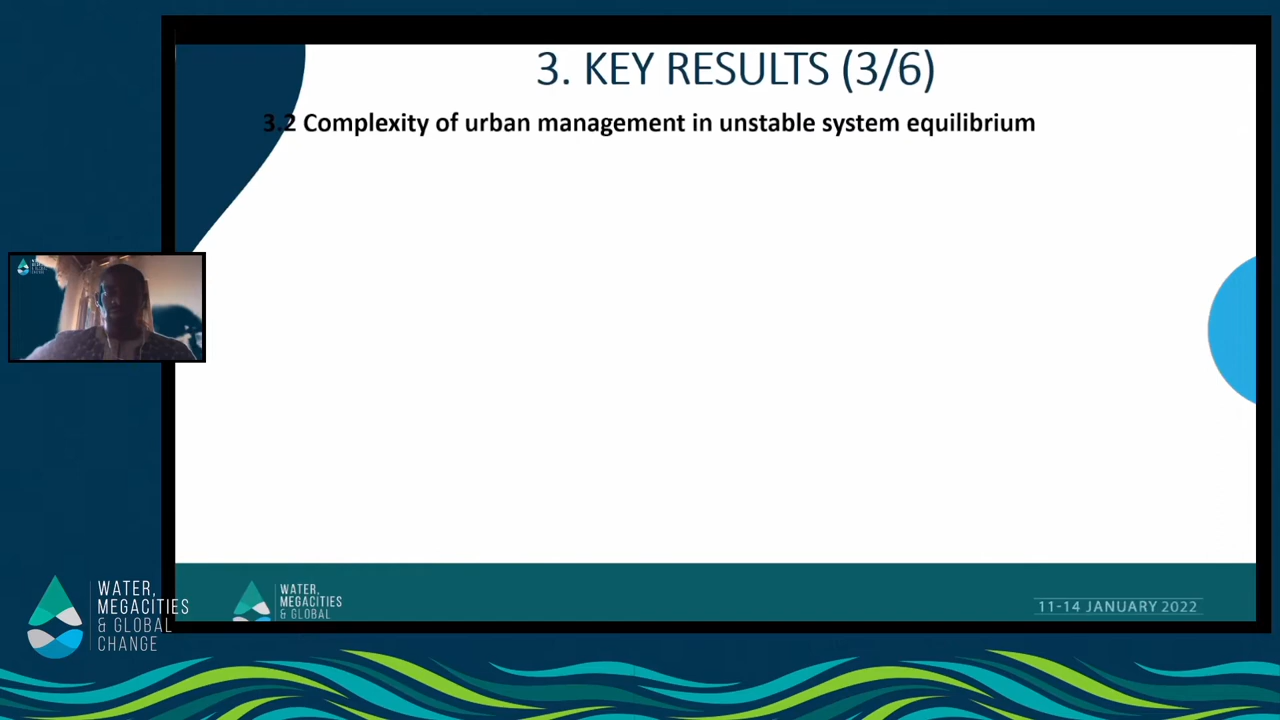 3. KEY RESULTS (3/6)
3.2 Complexity of urban management in unstable system equilibrium
WATER,
MEGACITIES
& GLOBAL
CHANGE
WATER,
MEGACITIES
& GLOBAL
11-14 JANUARY 2022